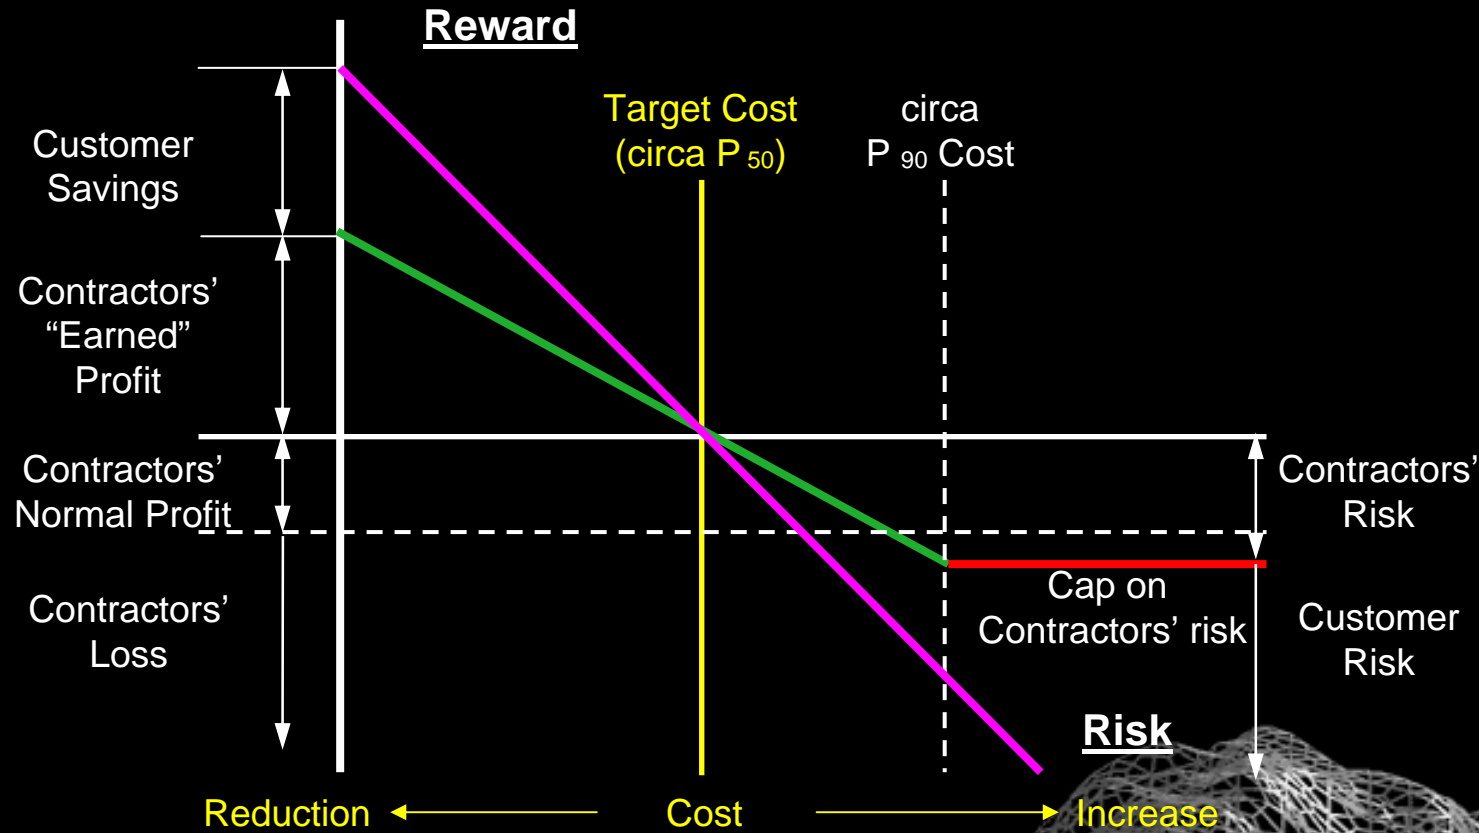 Reward
Target Cost
(circa P 50)
circa
P 90 Cost
Customer
Savings
Contractors’
“Earned”
Profit
Contractors’
Normal Profit
Contractors’
Loss
Contractors’
Risk
Cap on
Contractors’ risk
Customer
Risk
Risk
Reduction
Cost
Increase